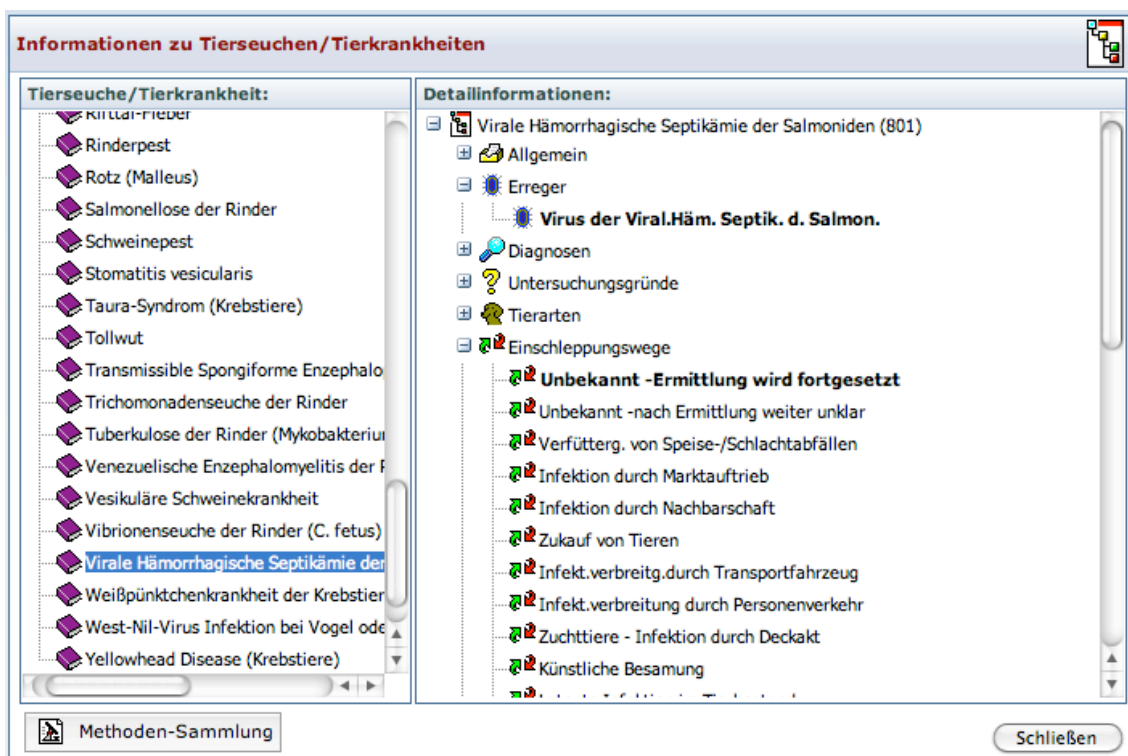 Informationen zu Tierseuchen/Tierkrankheiten
Tierseuche/Tierkrankheit:
Rifttal-Fieber
Rinderpest
Rotz (Malleus)
Salmonellose der Rinder
Schweinepest
Stomatitis vesicularis
Taura-Syndrom (Krebstiere)
Tollwut
Transmissible Spongiforme Enzephalo
Trichomonadenseuche der Rinder
Tuberkulose der Rinder (Mykobakteriu
Venezuelische Enzephalomyelitis der
Vesikuläre Schweinekrankheit
Vibrionenseuche der Rinder (C. fetus)
Virale Hämorrhagische Septikämie der
Weißpünktchenkrankheit der Krebstier
West-Nil-Virus Infektion bei Vogel ode
Yellowhead Disease (Krebstiere)
Detailinformationen:
Virale Hämorrhagische Septikämie der Salmoniden (801)
Allgemein
Erreger
Virus der Viral.Häm. Septik. d. Salmon.
Diagnosen
Untersuchungsgründe
Tierarten
Einschleppungswege
Unbekannt -Ermittlung wird fortgesetzt
Unbekannt -nach Ermittlung weiter unklar
Verfütterg. von Speise-/Schlachtabfällen
Infektion durch Marktauftrieb
Infektion durch Nachbarschaft
Zukauf von Tieren
Infekt.verbreitg.durch Transportfahrzeug
Infekt.verbreitung durch Personenverkehr
Zuchttiere - Infektion durch Deckakt
Künstliche Besamung
Methoden-Sammlung
Schließen